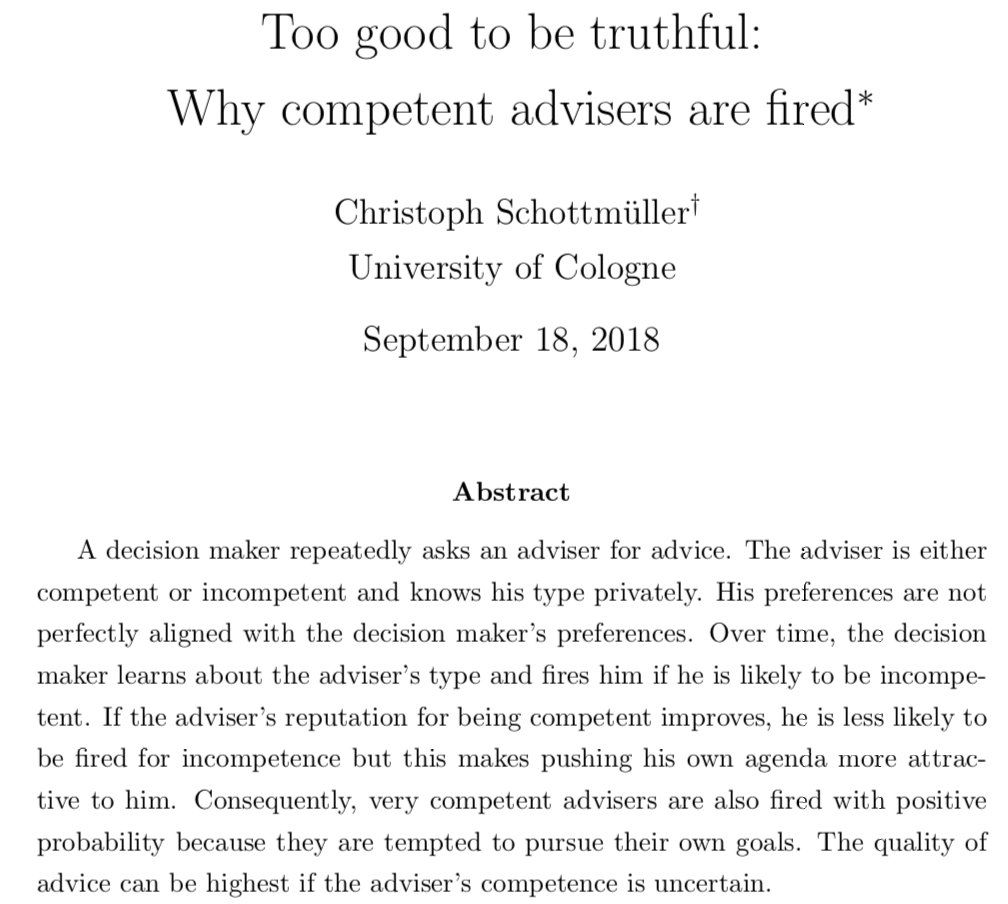 Too good to be truthful:
Why competent advisers are fired*
Christoph Schottmüller†
University of Cologne
September 18, 2018
Abstract
A decision maker repeatedly asks an adviser for advice. The adviser is either
competent or incompetent and knows his type privately. His preferences are not
perfectly aligned with the decision maker's preferences. Over time, the decision
maker learns about the adviser's type and fires him if he is likely to be incompe-
tent. If the adviser's reputation for being competent improves, he is less likely to
be fired for incompetence but this makes pushing his own agenda more attrac-
tive to him. Consequently, very competent advisers are also fired with positive
probability because they are tempted to pursue their own goals. The quality of
advice can be highest if the adviser's competence is uncertain.